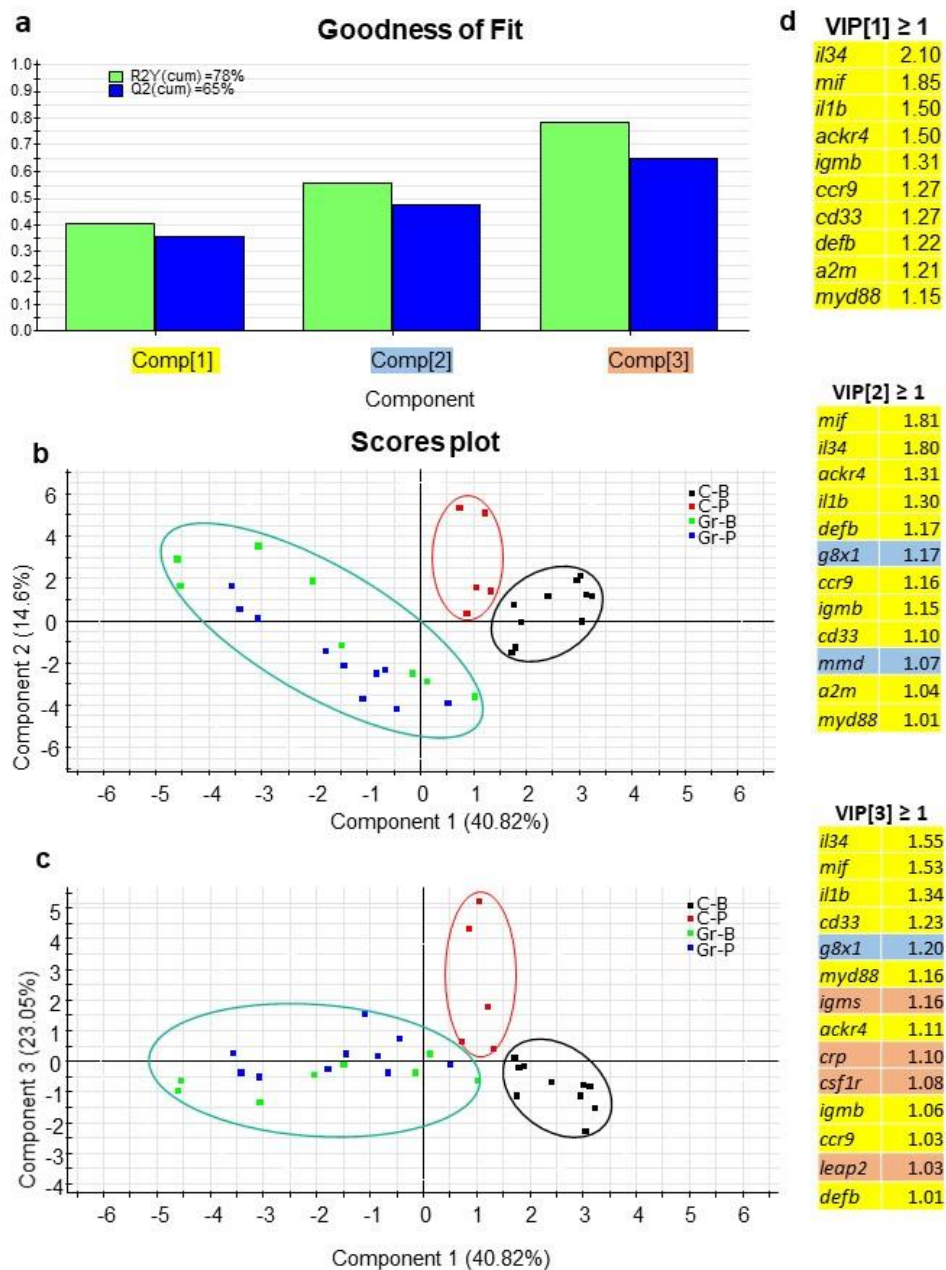 a
Goodness of Fit
R2Y(cum) =78%
Q2(cum) =65%
1.0
0.9
0.8
0.7
0.6
0.5
0.4
0.3
0.2
0.1
0.0
Comp[1] Comp[2] Comp[3]
Component
b
Scores plot
C-B
C-P
Gr-B
Gr-P
6
4
2
0
-2
-4
-6
Component 2 (14.6%)
-6 -5 -4 -3 -2 -1 0 1 2 3 4 5 6
Component 1 (40.82%)
c
C-B
C-P
Gr-B
Gr-P
5
4
3
2
1
0
-1
-2
-3
-4
Component 3 (23.05%)
-6 -5 -4 -3 -2 -1 0 1 2 3 4 5 6
Component 1 (40.82%)
d
VIP[1] ≥ 1
il34 2.10
mif 1.85
il1b 1.50
ackr4 1.50
igmb 1.31
ccr9 1.27
cd33 1.27
defb 1.22
a2m 1.21
myd88 1.15
VIP[2] ≥ 1
mif 1.81
il34 1.80
ackr4 1.31
il1b 1.30
defb 1.17
g8x1 1.17
ccr9 1.16
igmb 1.15
cd33 1.10
mmd 1.07
a2m 1.04
myd88 1.01
VIP[3] ≥ 1
il34 1.55
mif 1.53
il1b 1.34
cd33 1.23
g8x1 1.20
myd88 1.16
igms 1.16
ackr4 1.11
crp 1.10
csf1r 1.08
igmb 1.06
ccr9 1.03
leap2 1.03
defb 1.01